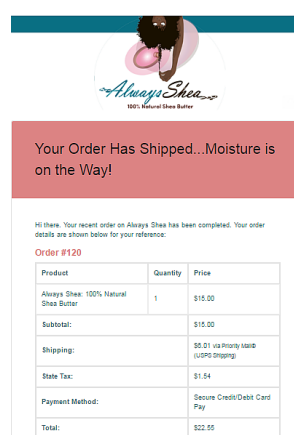 Always Shea
100% Natural Shea Butter
Your Order Has Shipped...Moisture is
on the Way!
Hi there. Your recent order on Always Shea has been completed. Your order
details are shown below for your reference:
Order #120
Product Quantity Price
Always Shea: 100% Natural
Shea Butter 1 $15.00
Subtotal: $15.00
Shipping: $6.01 via Priority Mail®
(USPS Shipping)
State Tax: $1.54
Payment Method: Secure Credit/Debit Card
Pay
Total: $22.55